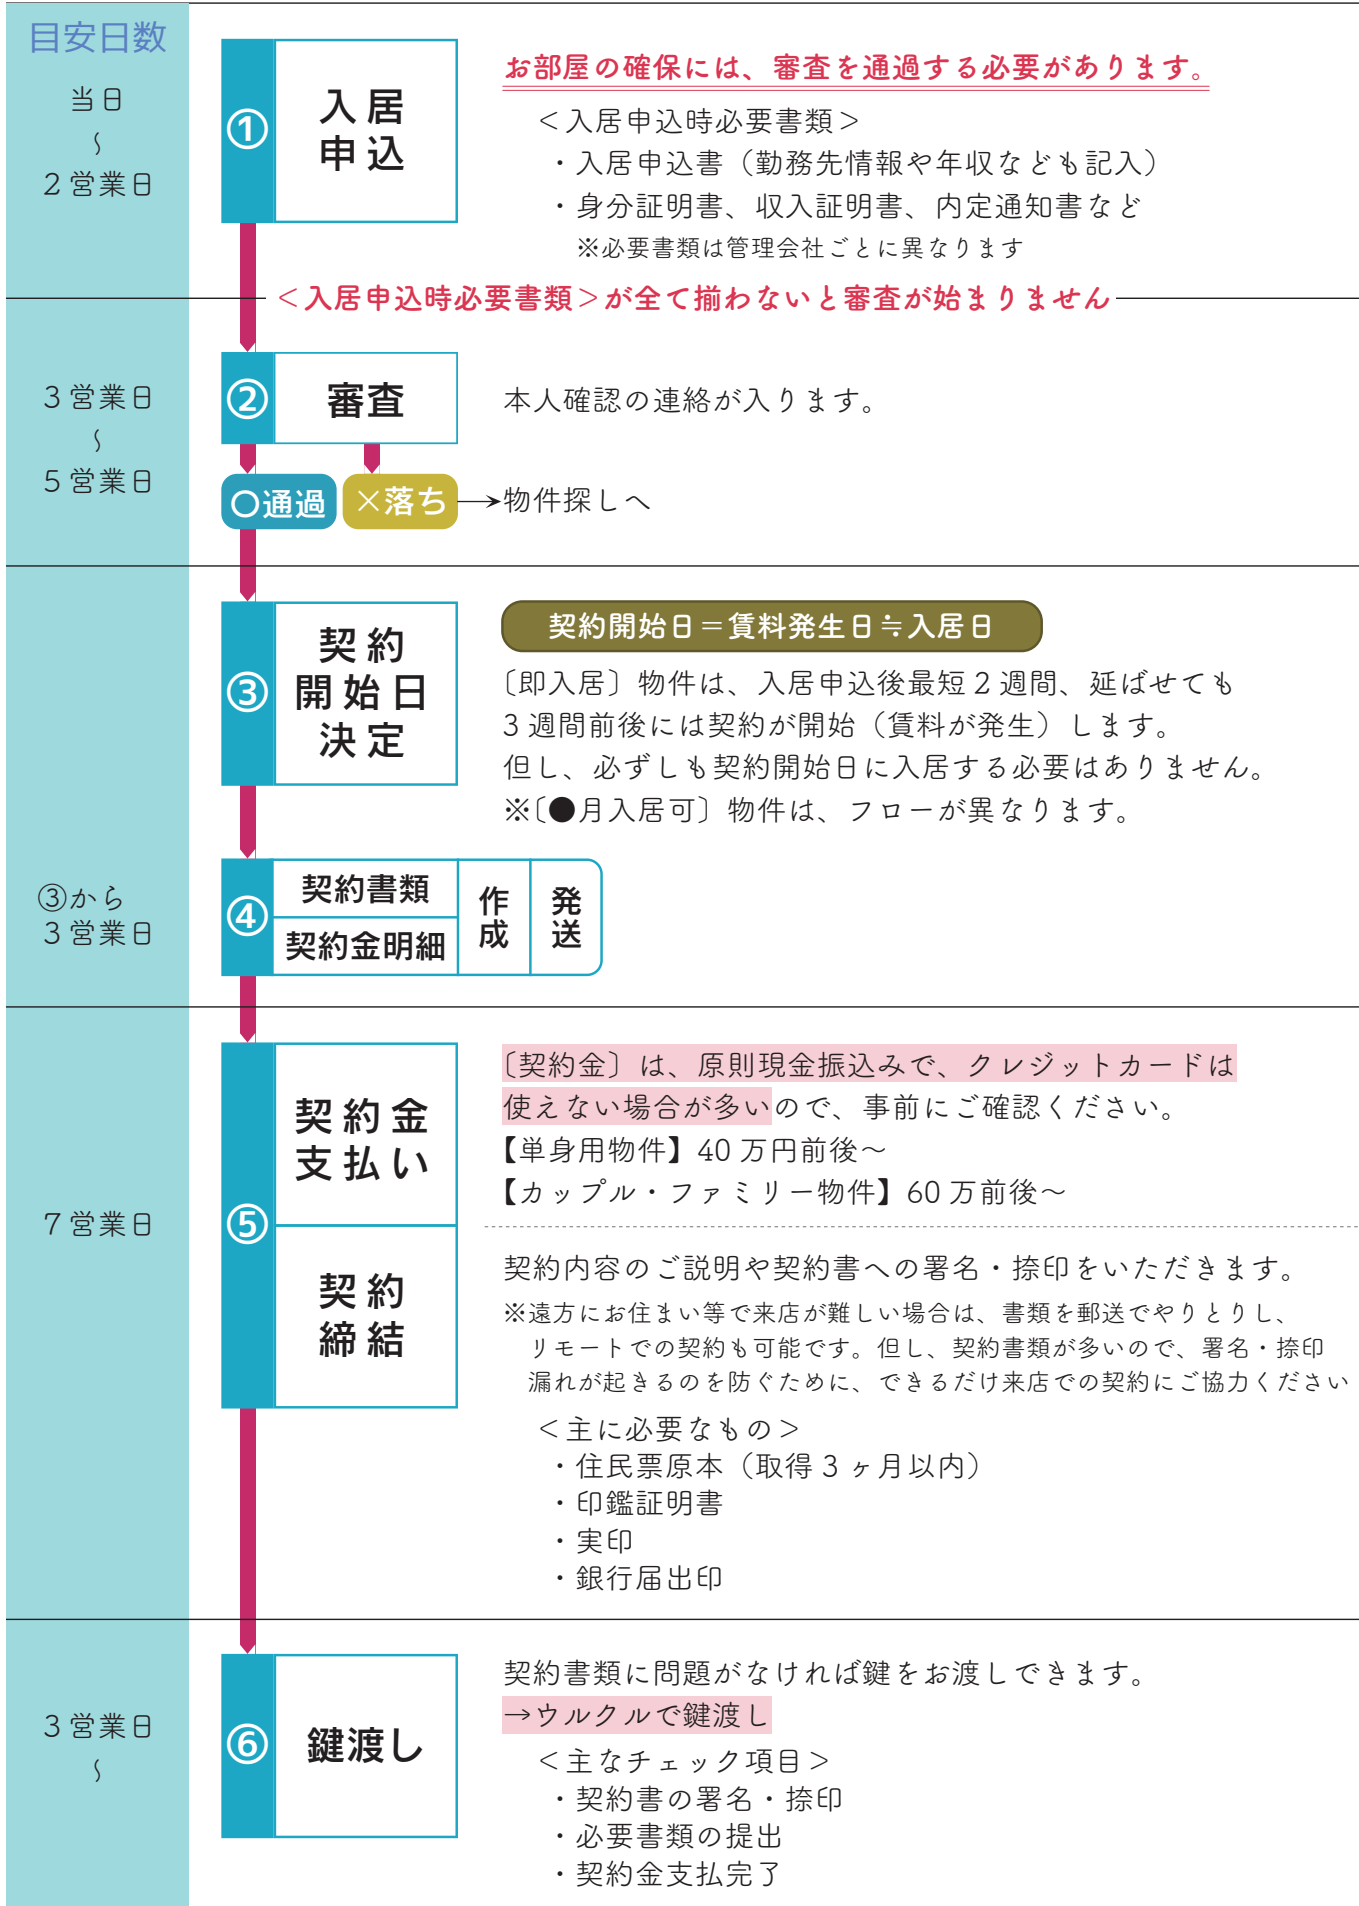 目安日数
当日
〜
2営業日
①
入居
申込
お部屋の確保には、審査を通過する必要があります。
＜入居申込時必要書類＞
・入居申込書（勤務先情報や年収なども記入）
・身分証明書、収入証明書、内定通知書など
※必要書類は管理会社ごとに異なります
＜入居申込時必要書類＞が全て揃わないと審査が始まりません
3営業日
〜
5営業日
②
審査
本人確認の連絡が入ります。
〇通過
×落ち
→物件探しへ
③
契約
開始日
決定
契約開始日＝賃料発生日≒入居日
〔即入居〕物件は、入居申込後最短2週間、延ばせても
3週間前後には契約が開始（賃料が発生）します。
但し、必ずしも契約開始日に入居する必要はありません。
※〔●月入居可〕物件は、フローが異なります。
③から
3営業日
④
契約書類
契約金明細
作成
発送
7営業日
⑤
契約金
支払い
〔契約金〕は、原則現金振込みで、クレジットカードは
使えない場合が多いので、事前にご確認ください。
【単身用物件】40万円前後〜
【カップル・ファミリー物件】60万前後〜
契約
締結
契約内容のご説明や契約書への署名・捺印をいただきます。
※遠方にお住まい等で来店が難しい場合は、書類を郵送でやりとりし、
リモートでの契約も可能です。但し、契約書類が多いので、署名・捺印
漏れが起きるのを防ぐために、できるだけ来店での契約にご協力ください
＜主に必要なもの＞
・住民票原本（取得3ヶ月以内）
・印鑑証明書
・実印
・銀行届出印
3営業日
〜
⑥
鍵渡し
契約書類に問題がなければ鍵をお渡しできます。
→ウルクルで鍵渡し
＜主なチェック項目＞
・契約書の署名・捺印
・必要書類の提出
・契約金支払完了